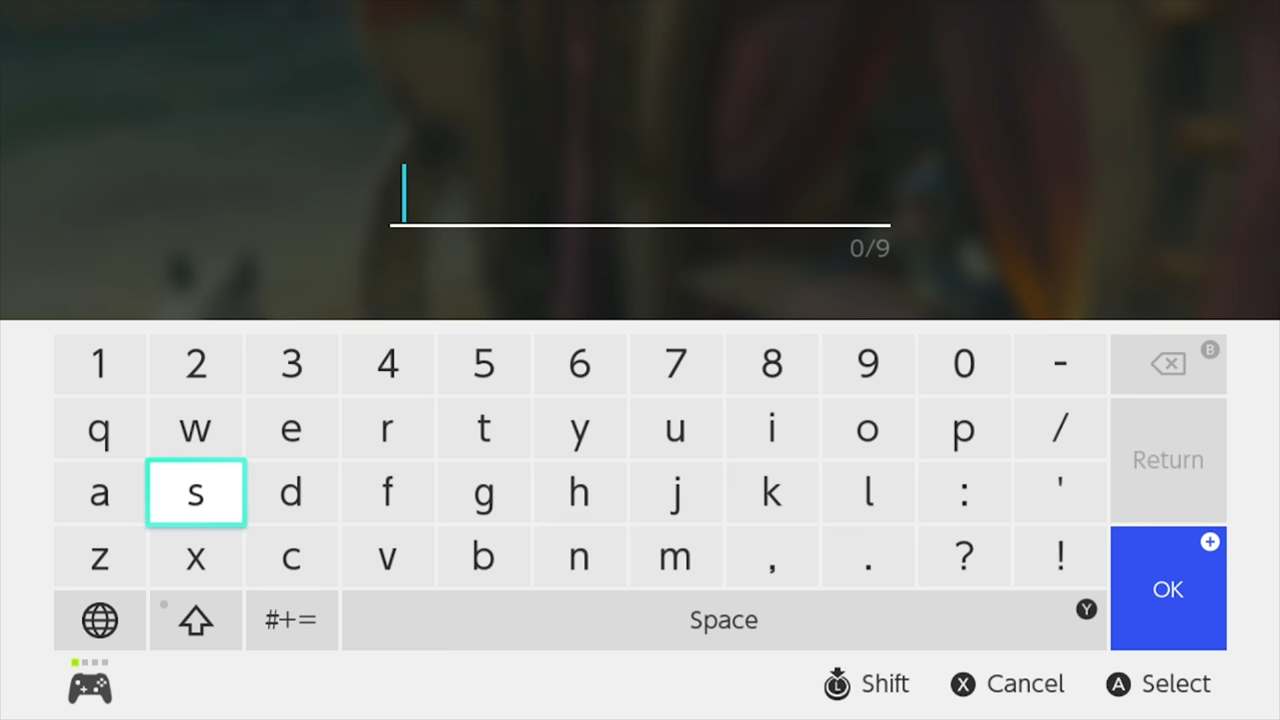 0/9
1 2 3 4 5 6 7 8 9 0 - B
q w e r t y u i o p /
Return
a s d f g h j k l : '
z x c v b n m , . ? ! +
OK
#+= Space Y
L Shift X Cancel A Select